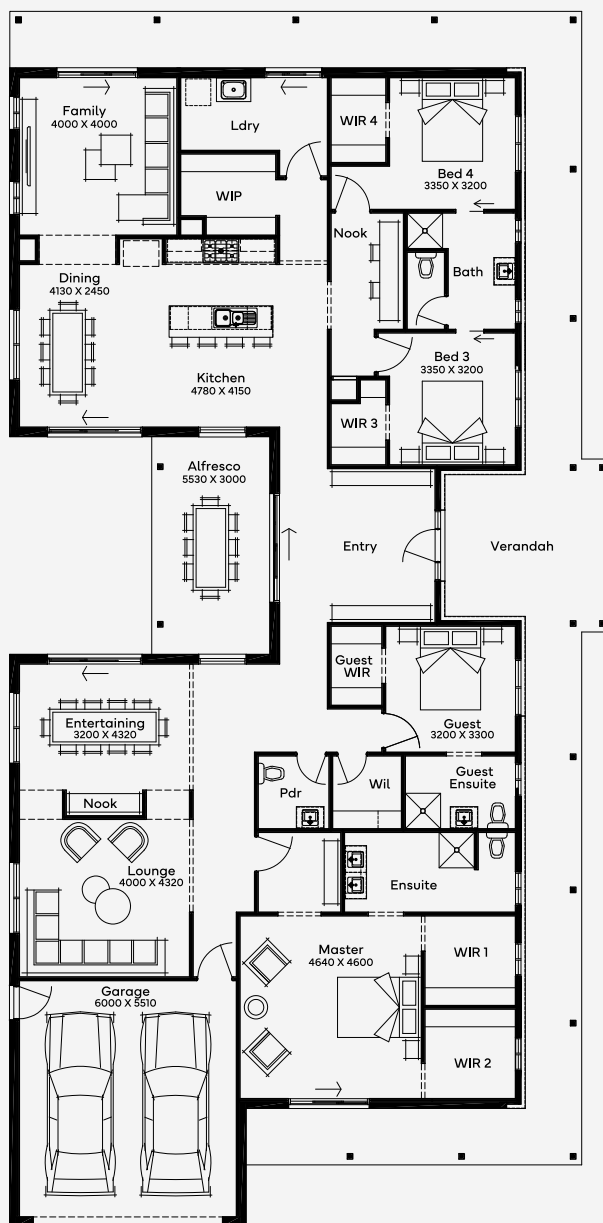 Family
4000 X 4000
Ldry
WIR 4
Bed 4
3350 X 3200
WIP
Nook
Bath
Dining
4130 X 2450
Bed 3
3350 X 3200
Kitchen
4780 X 4150
WIR 3
Alfresco
5530 X 3000
Entry
Verandah
Guest
WIR
Entertaining
3200 X 4320
Guest
3200 X 3300
Pdr
Wil
Guest
Ensuite
Nook
Lounge
4000 X 4320
Ensuite
Master
4640 X 4600
WIR 1
Garage
6000 X 5510
WIR 2